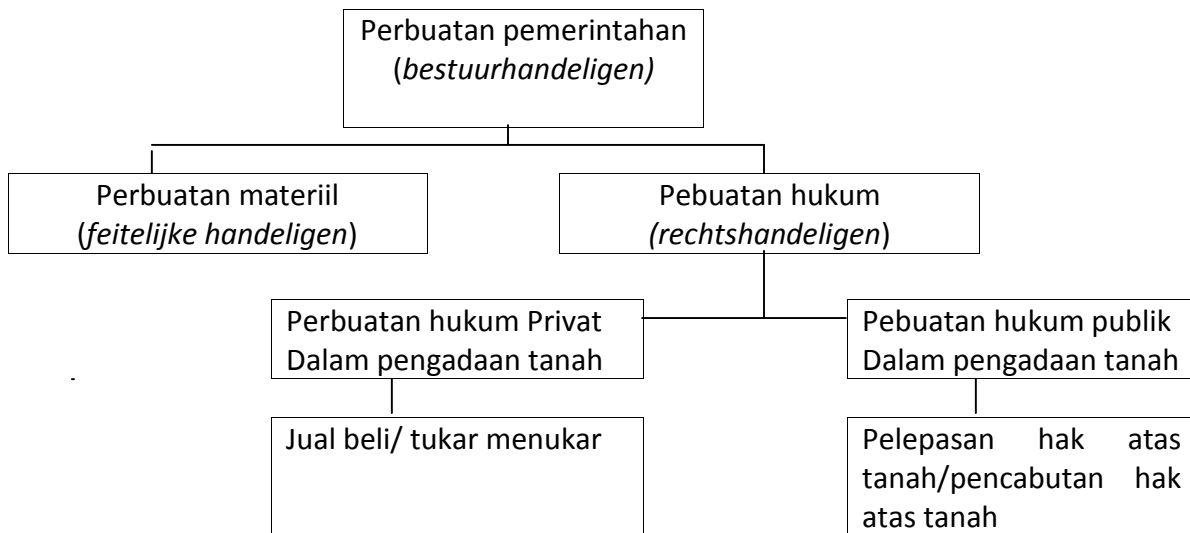 Perbuatan pemerintahan
(bestuurhandeligen)
Perbuatan materiil
(feitelijke handeligen)
Pebuatan hukum
(rechtshandeligen)
Perbuatan hukum Privat
Dalam pengadaan tanah
Pebuatan hukum publik
Dalam pengadaan tanah
-
Jual beli/ tukar menukar
Pelepasan hak atas
tanah/pencabutan hak
atas tanah